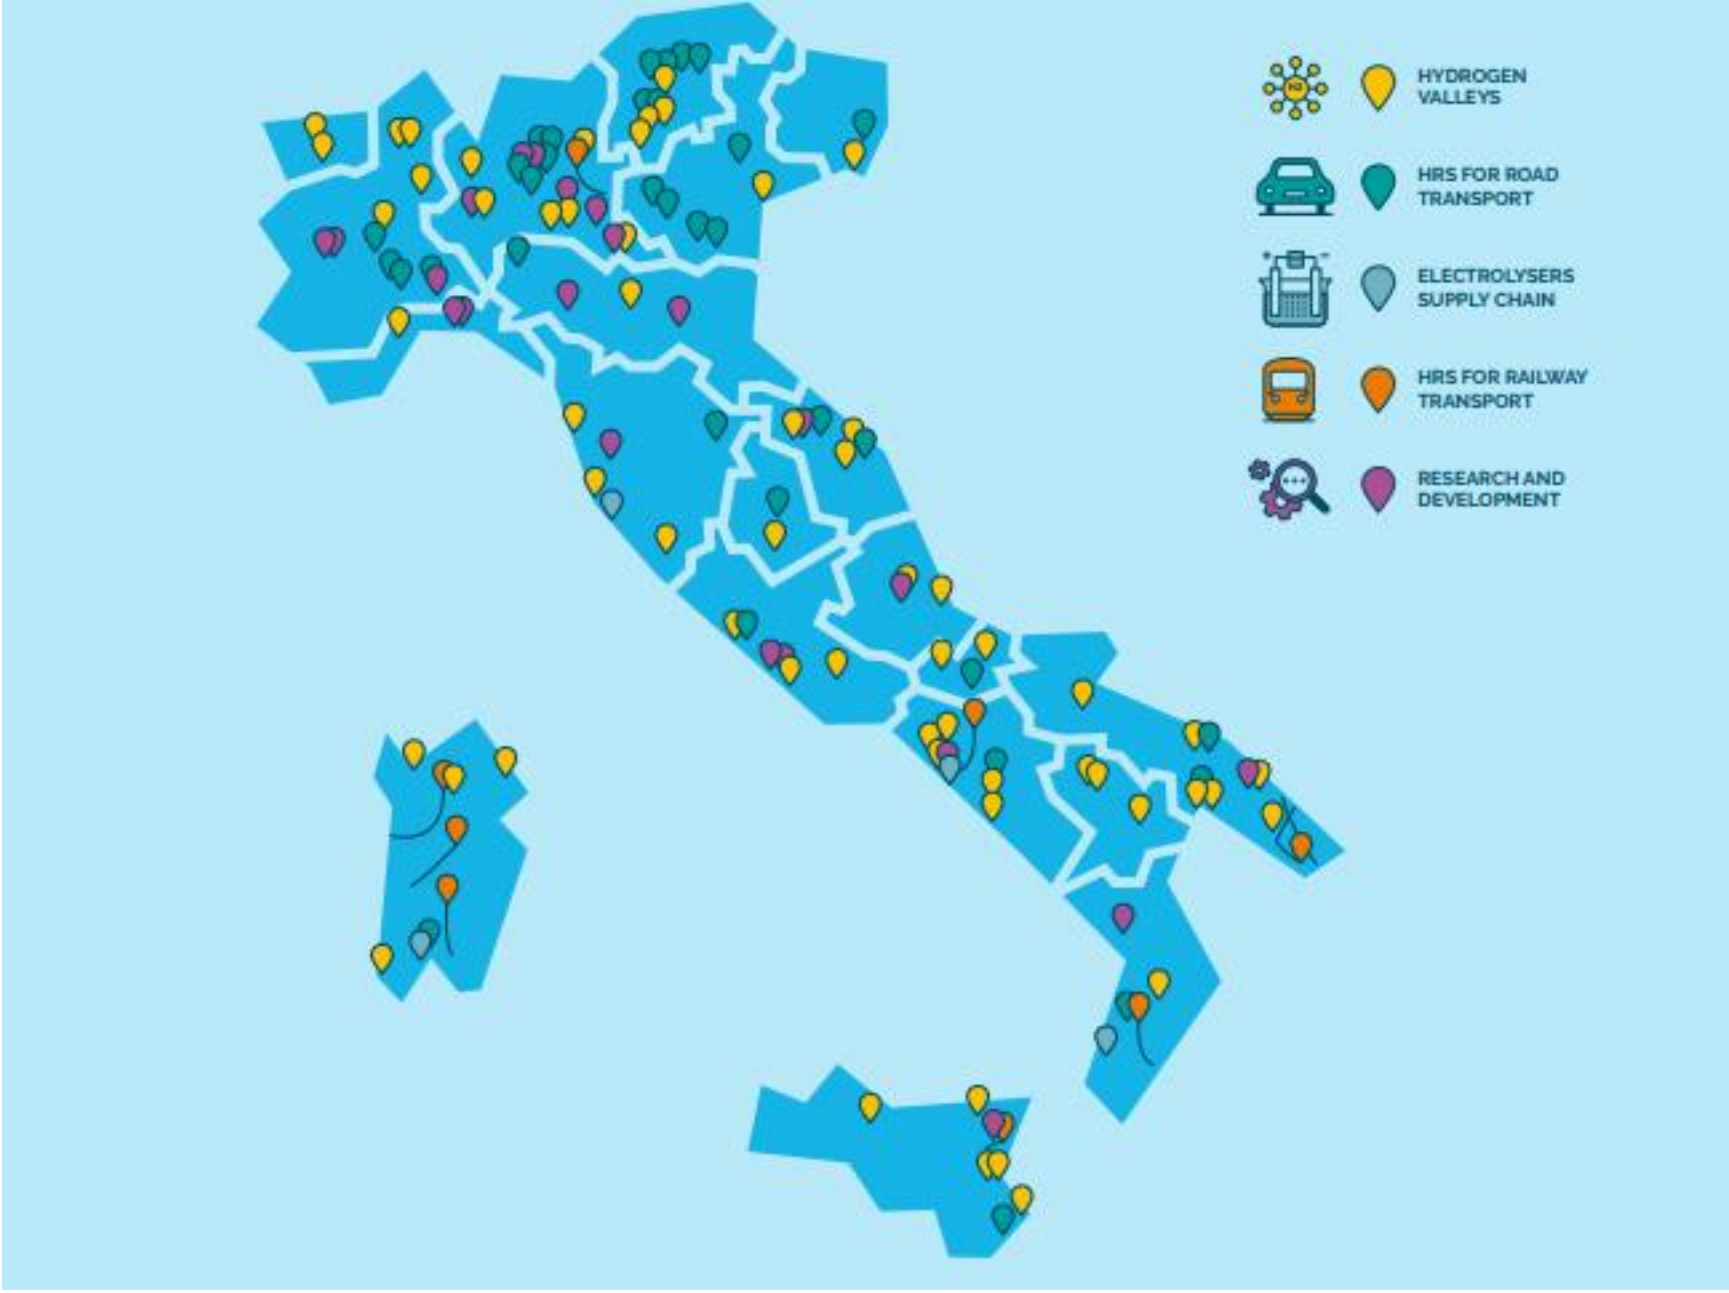 HYDROGEN
VALLEYS
HRS FOR ROAD
TRANSPORT
ELECTROLYSERS
SUPPLY CHAIN
HRS FOR RAILWAY
TRANSPORT
RESEARCH AND
DEVELOPMENT